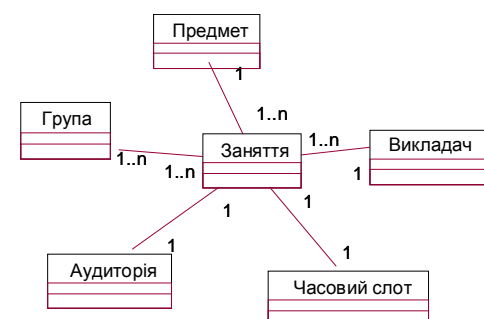 Предмет
1
1..n
Група
1..n
1..n
Заняття
1..n
1
Викладач
1
1
Аудиторія
1
1
Часовий слот